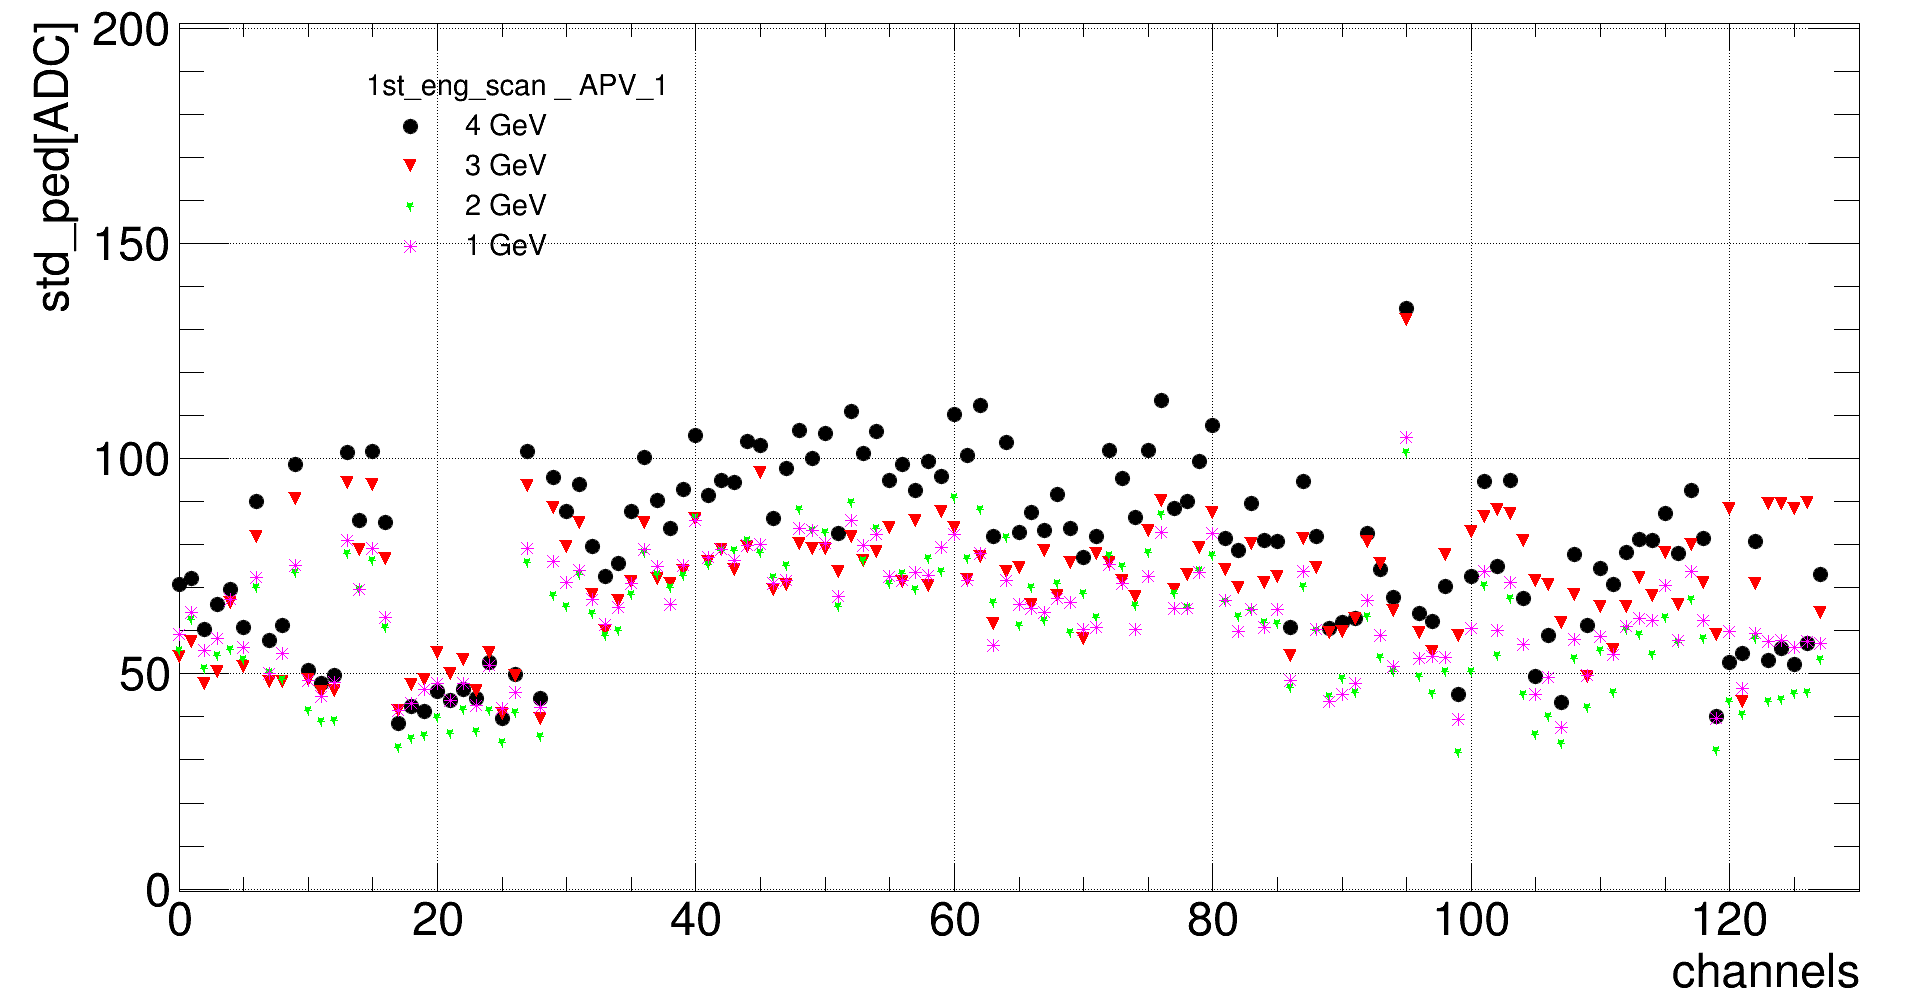 std_ped[ADC]
200
150
100
50
0
1st_eng_scan _ APV_1
4 GeV
3 GeV
2 GeV
1 GeV
0 20 40 60 80 100 120
channels